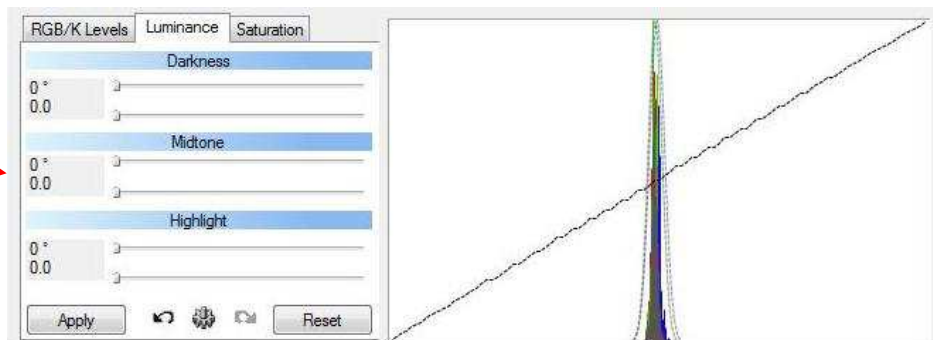 RGB/K Levels Luminance Saturation
Darkness
0 °
0.0
Midtone
0 °
0.0
Highlight
0 °
0.0
Apply Reset